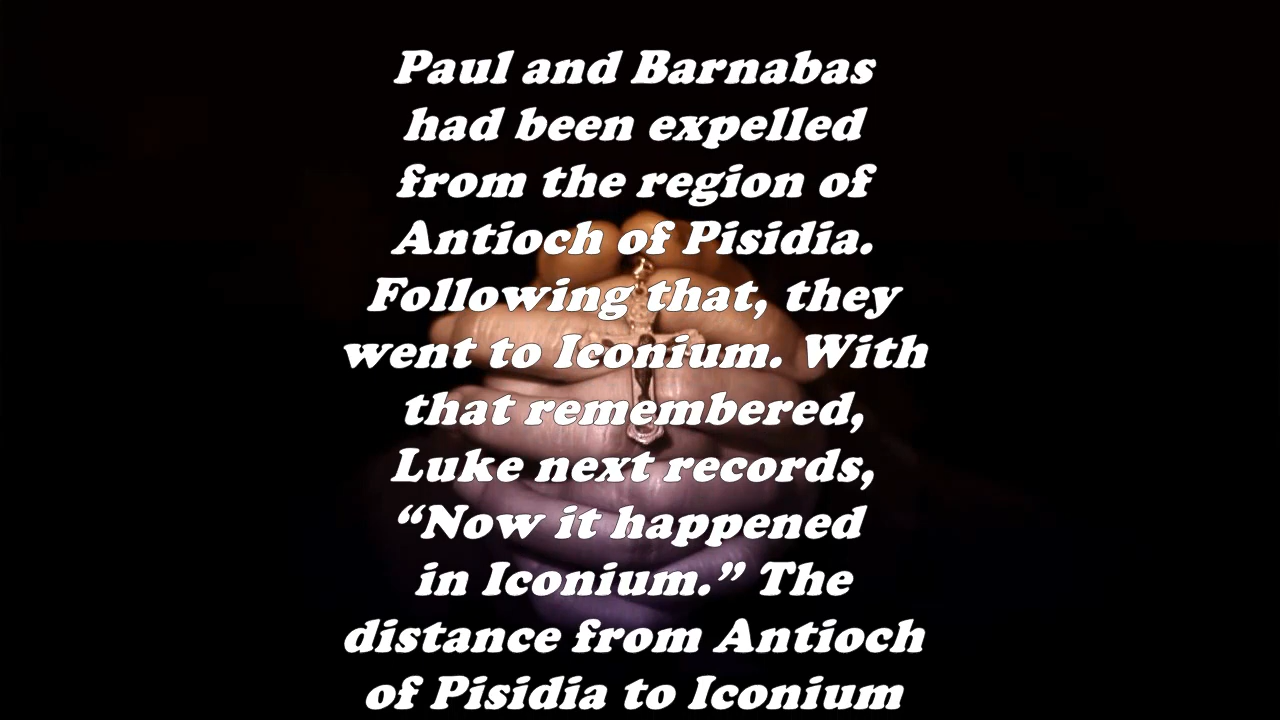 Paul and Barnabas
had been expelled
from the region of
Antioch of Pisidia.
Following that, they
went to Iconium. With
that remembered,
Luke next records,
“Now it happened
in Iconium.” The
distance from Antioch
of Pisidia to Iconium